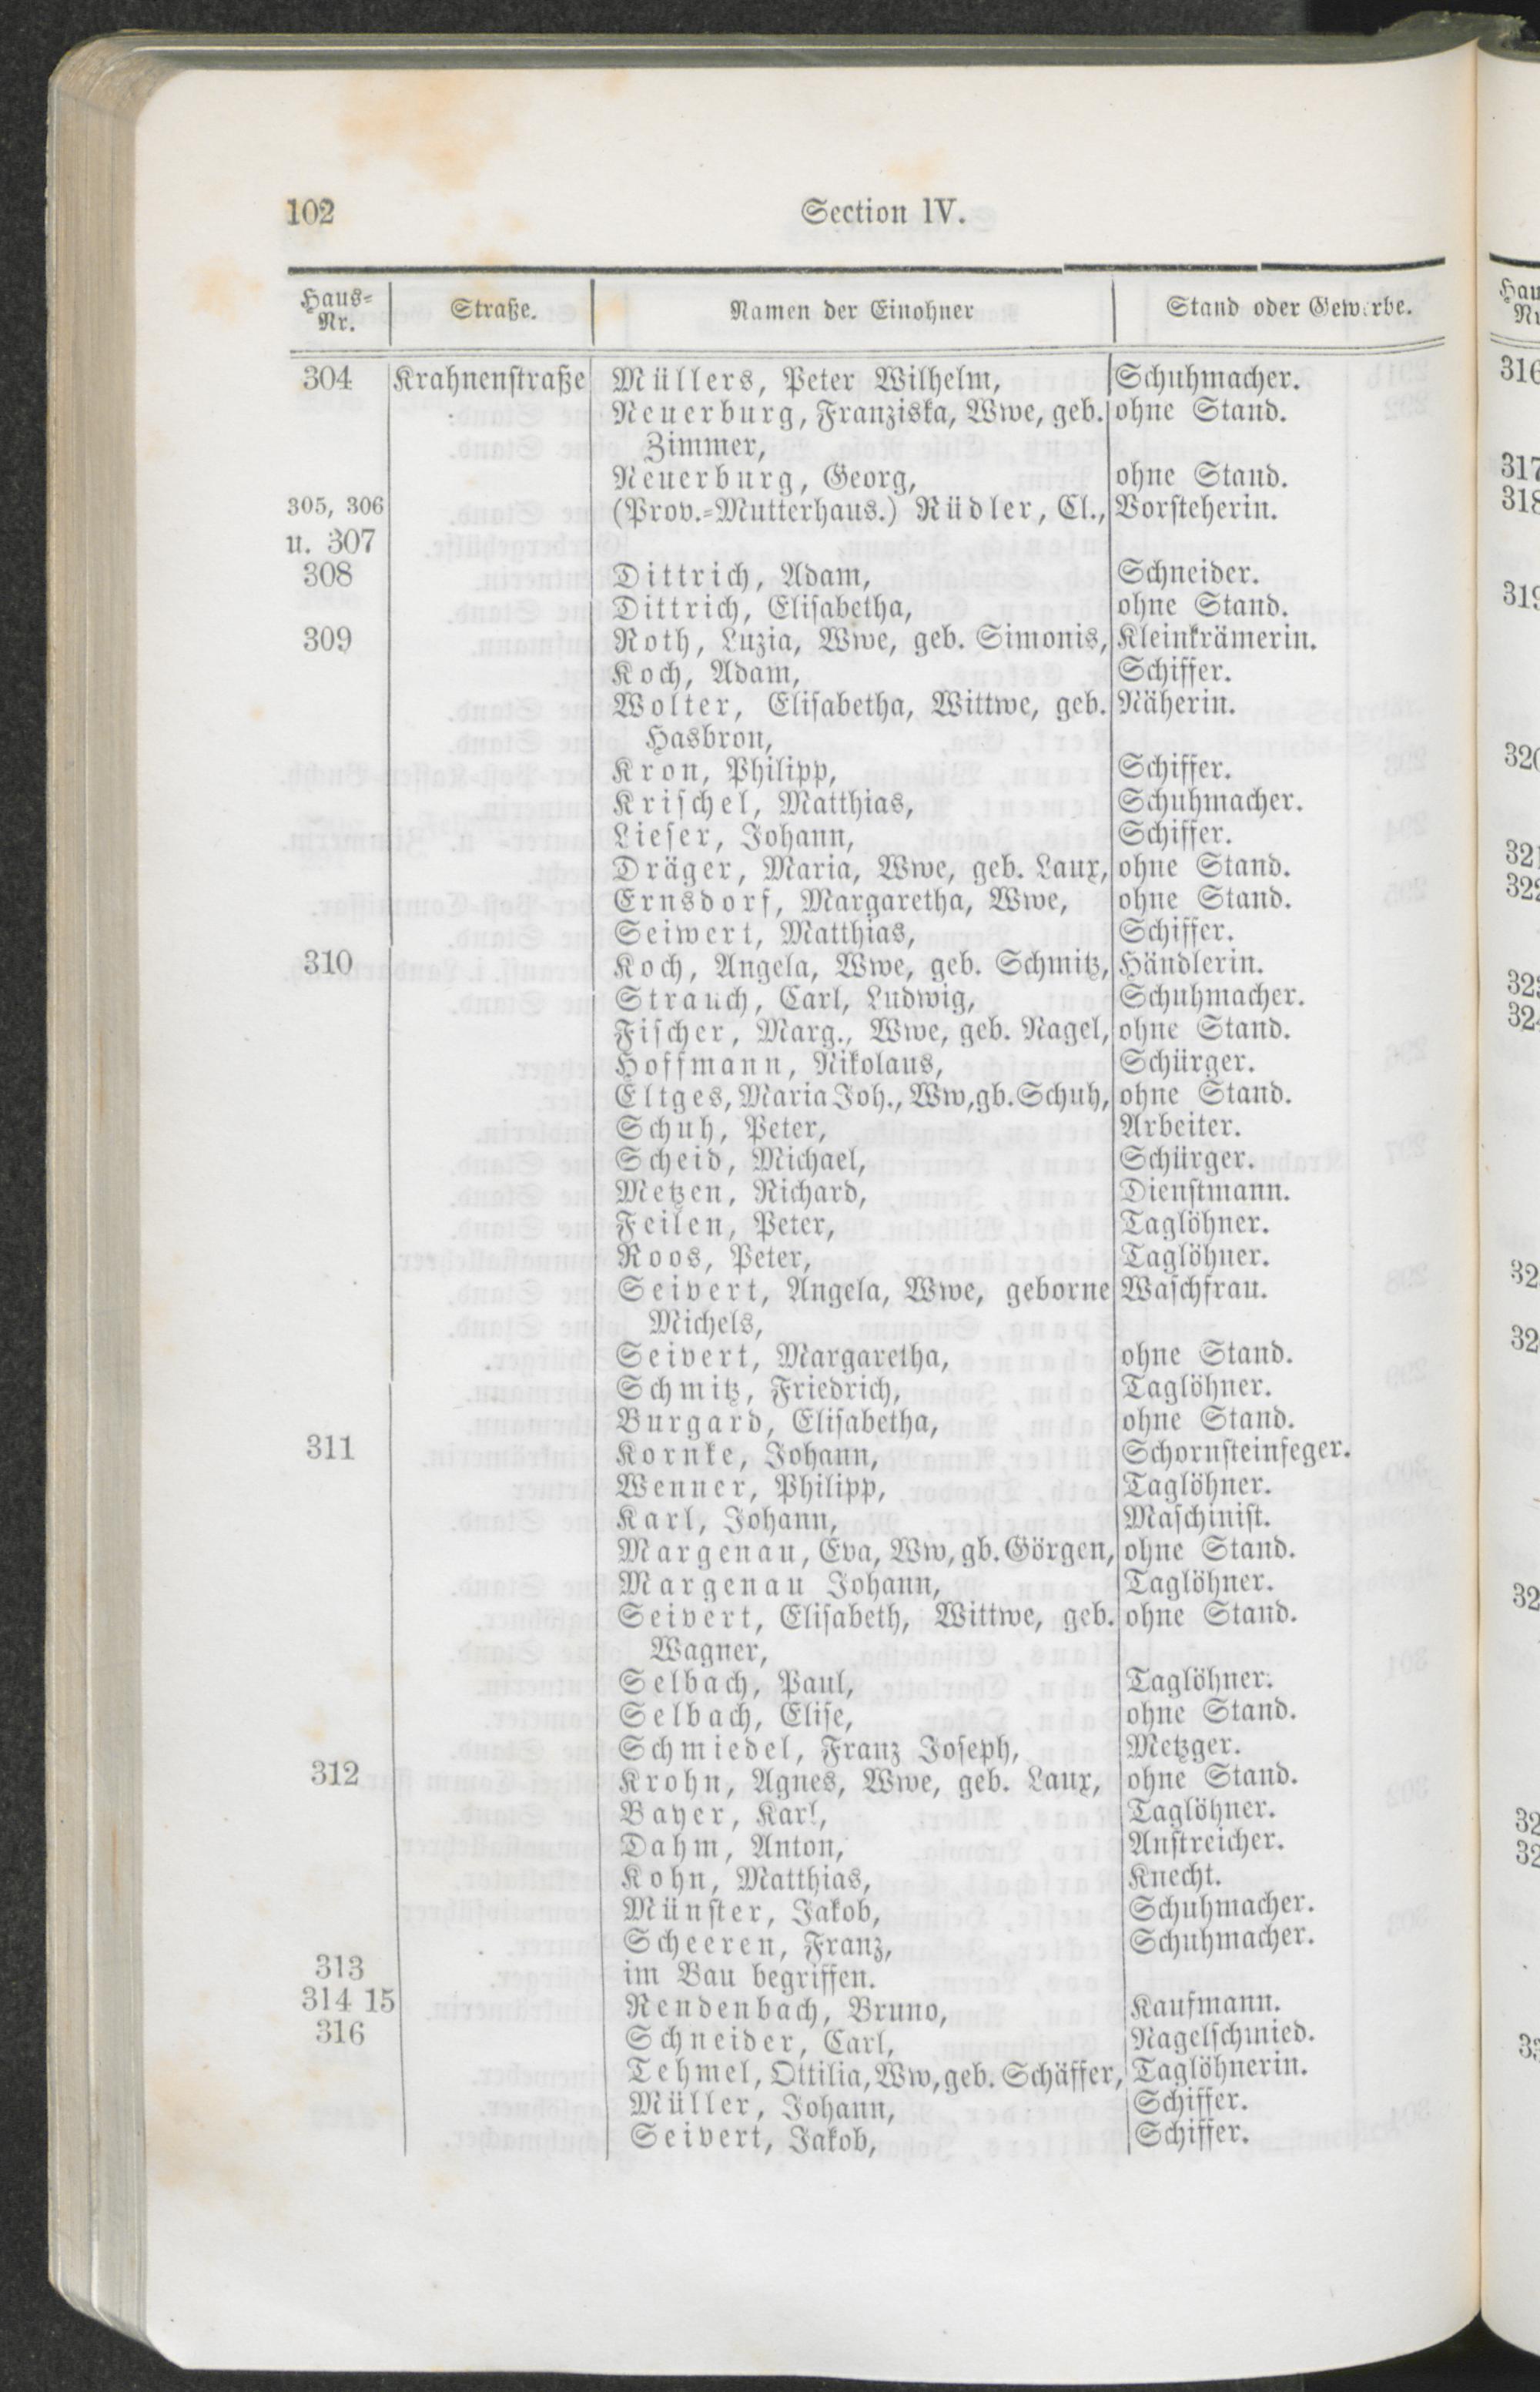 102 Section IV.
Haus-Nr. Straße. Namen der Einohner Stand oder Gewerbe.
304 Krahnenstraße Müllers, Peter Wilhelm, Schuhmacher.
Neuerburg, Franziska, Wwe, geb. ohne Stand.
Zimmer,
Neuerburg, Georg, ohne Stand.
305, 306 (Prov.-Mutterhaus.) Rüdler, Cl., Vorsteherin.
u. 307
308 Dittrich, Adam, Schneider.
Dittrich, Elisabetha, ohne Stand.
309 Roth, Luzia, Wwe, geb. Simonis, Kleinkrämerin.
Koch, Adam, Schiffer.
Wolter, Elisabetha, Wittwe, geb. Näherin.
Hasbron,
Kron, Philipp, Schiffer.
Krischel, Matthias, Schuhmacher.
Lieser, Johann, Schiffer.
Dräger, Maria, Wwe, geb. Laux, ohne Stand.
Ernsdorf, Margaretha, Wwe, ohne Stand.
Seiwert, Matthias, Schiffer.
310 Koch, Angela, Wwe, geb. Schmitz, Händlerin.
Strauch, Carl, Ludwig, Schuhmacher.
Fischer, Marg., Wwe, geb. Nagel, ohne Stand.
Hoffmann, Nikolaus, Schürger.
Eltges, Maria Joh., Ww, gb. Schuh, ohne Stand.
Schuh, Peter, Arbeiter.
Scheid, Michael, Schürger.
Metzen, Richard, Dienstmann.
Feilen, Peter, Taglöhner.
Roos, Peter, Taglöhner.
Seivert, Angela, Wwe, geborne Waschfrau.
Michels,
Seivert, Margaretha, ohne Stand.
Schmitz, Friedrich, Taglöhner.
Burgard, Elisabetha, ohne Stand.
311 Kornke, Johann, Schornsteinfeger.
Wenner, Philipp, Taglöhner.
Karl, Johann, Maschinist.
Margenau, Eva, Ww, gb. Görgen, ohne Stand.
Margenau Johann, Taglöhner.
Seivert, Elisabeth, Wittwe, geb. ohne Stand.
Wagner,
Selbach, Paul, Taglöhner.
Selbach, Elise, ohne Stand.
Schmiedel, Franz Joseph, Metzger.
312 Krohn, Agnes, Wwe, geb. Laux, ohne Stand.
Bayer, Karl, Taglöhner.
Dahm, Anton, Anstreicher.
Kohn, Matthias, Knecht.
Münster, Jakob, Schuhmacher.
Scheeren, Franz, Schuhmacher.
313 im Bau begriffen.
314 15 Rendenbach, Bruno, Kaufmann.
316 Schneider, Carl, Nagelschmied.
Tehmel, Ottilia, Ww, geb. Schäffer, Taglöhnerin.
Müller, Johann, Schiffer.
Seivert, Jakob, Schiffer.
316
317
318